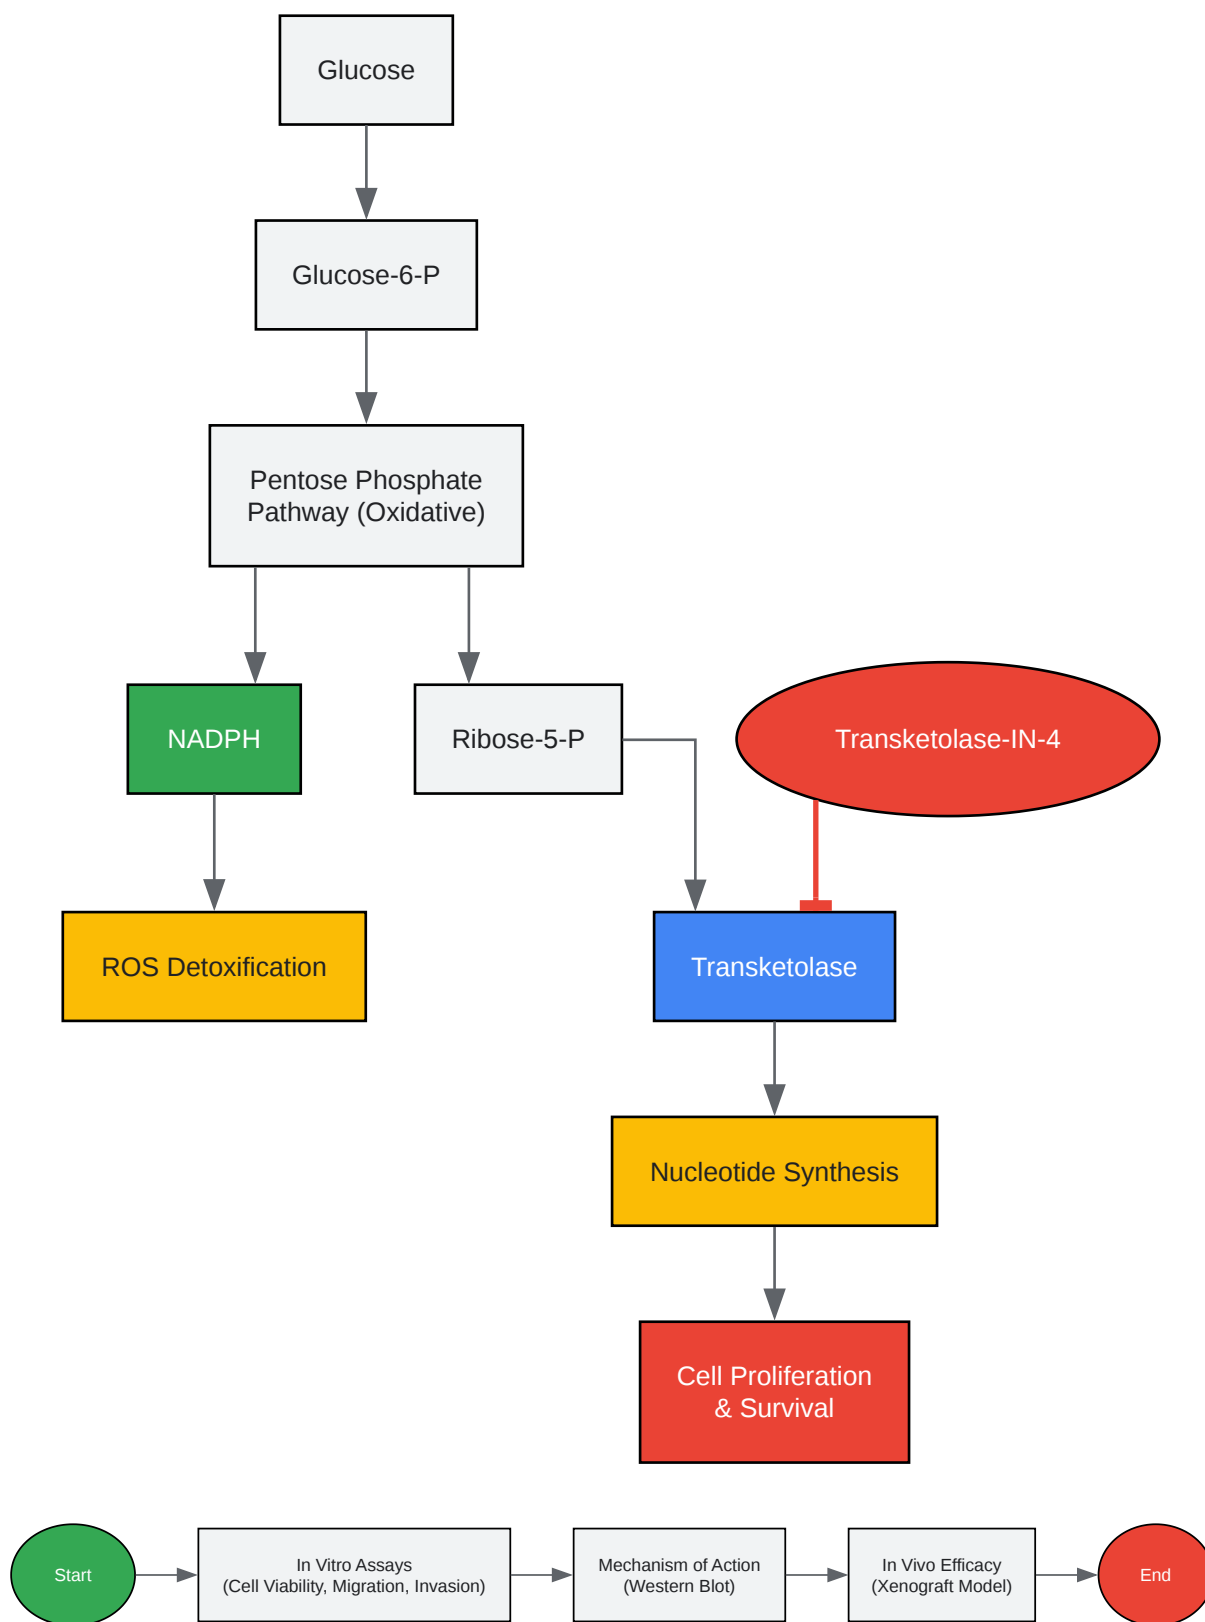 Glucose
Glucose-6-P
Pentose Phosphate
Pathway (Oxidative)
NADPH
Ribose-5-P
Transketolase-IN-4
ROS Detoxification
Transketolase
Nucleotide Synthesis
Cell Proliferation
& Survival
Start
In Vitro Assays
(Cell Viability, Migration, Invasion)
Mechanism of Action
(Western Blot)
In Vivo Efficacy
(Xenograft Model)
End